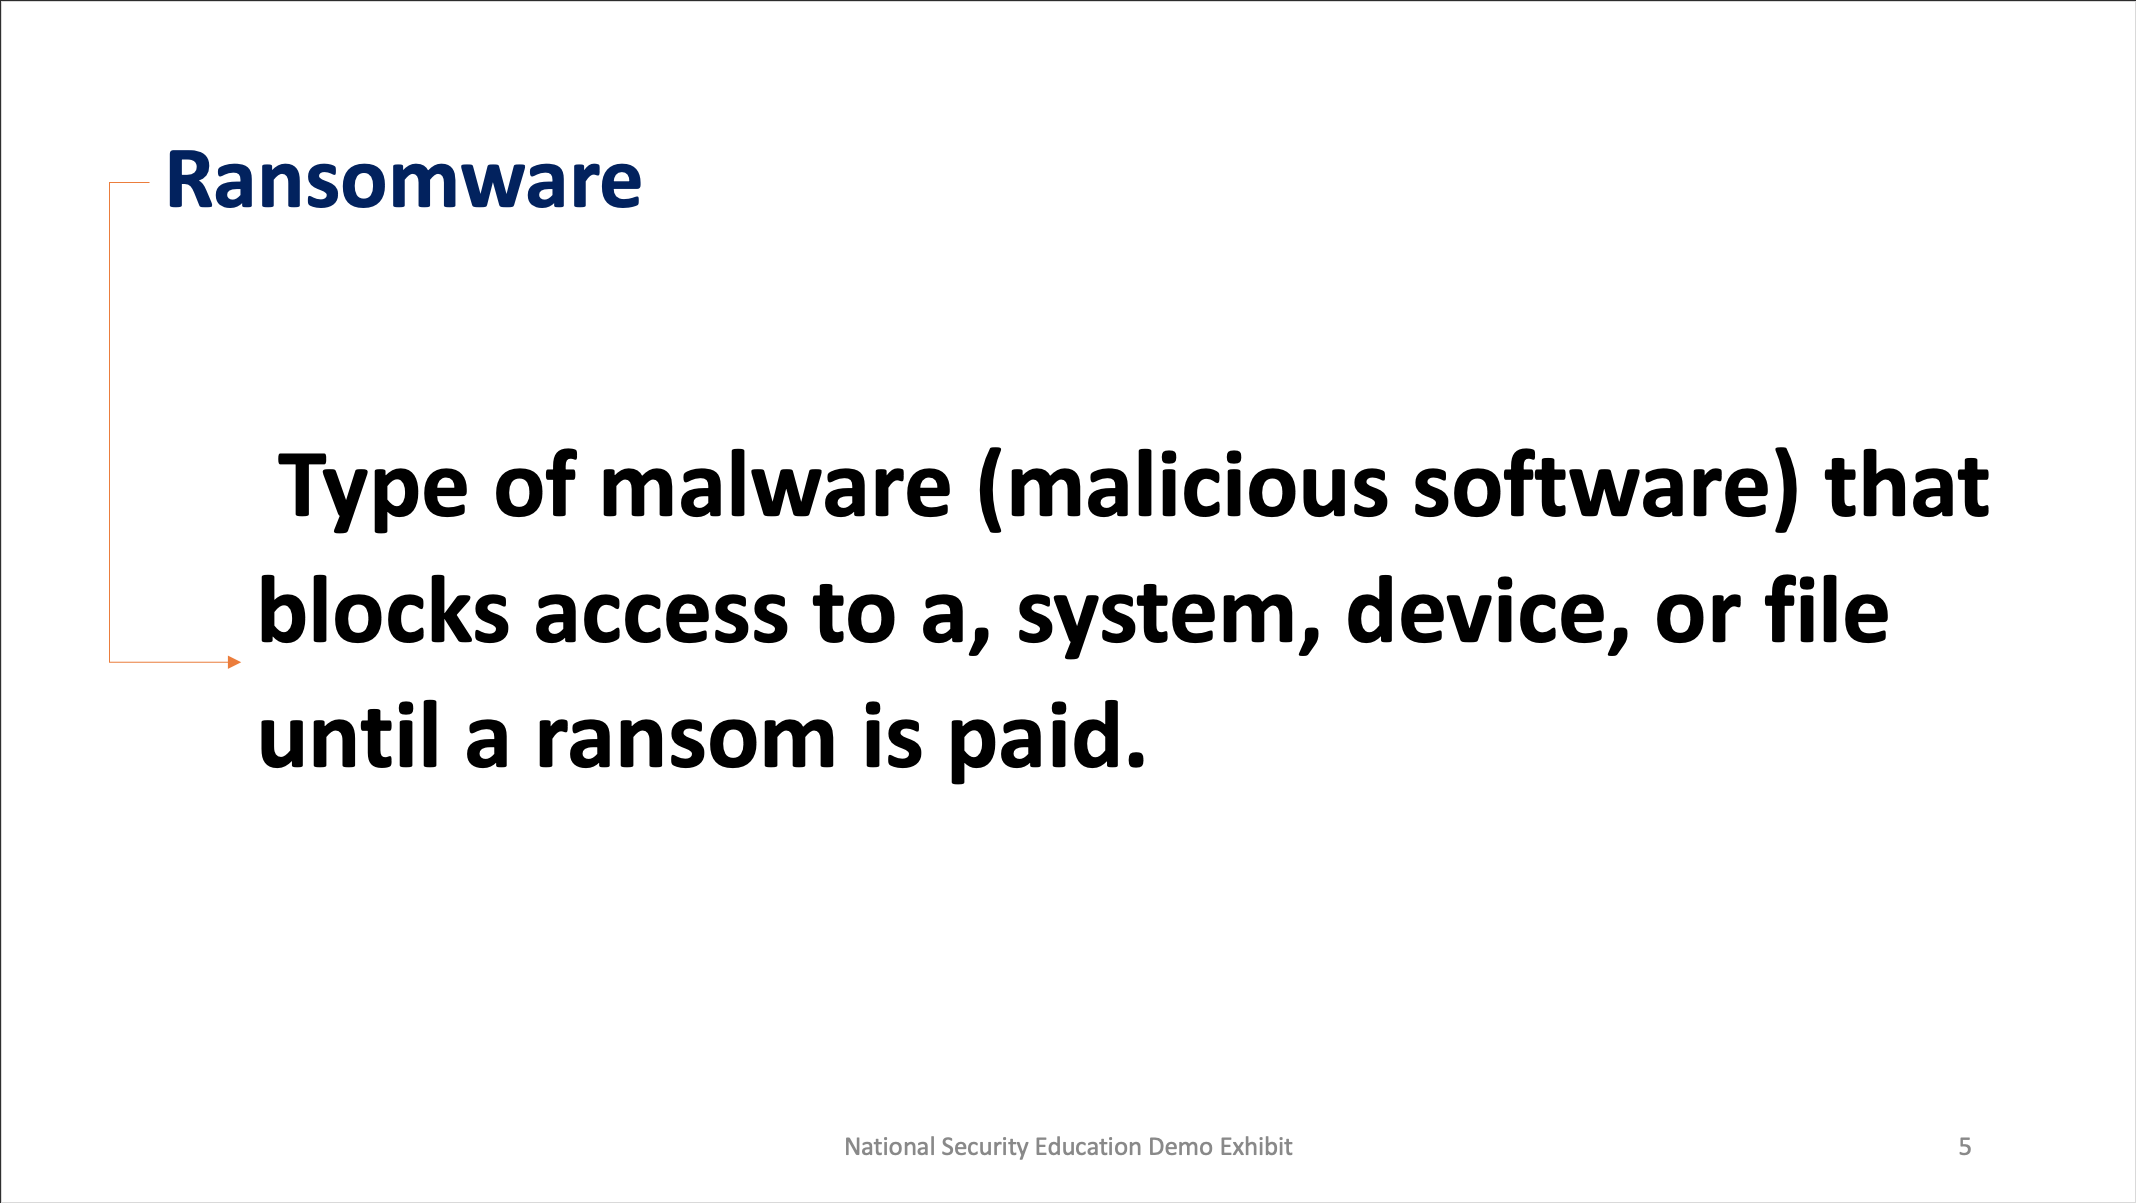 Ransomware
Type of malware (malicious software) that
blocks access to a, system, device, or file
until a ransom is paid.
National Security Education Demo Exhibit
5